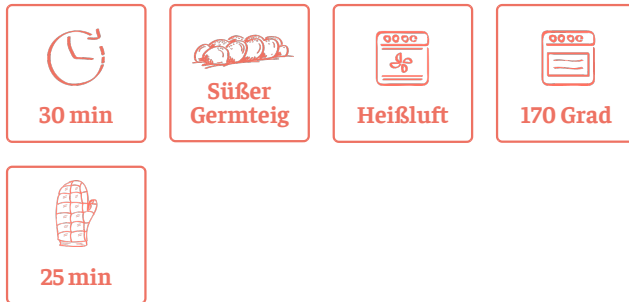 30 min
Süßer
Germteig
Heißluft
170 Grad
25 min